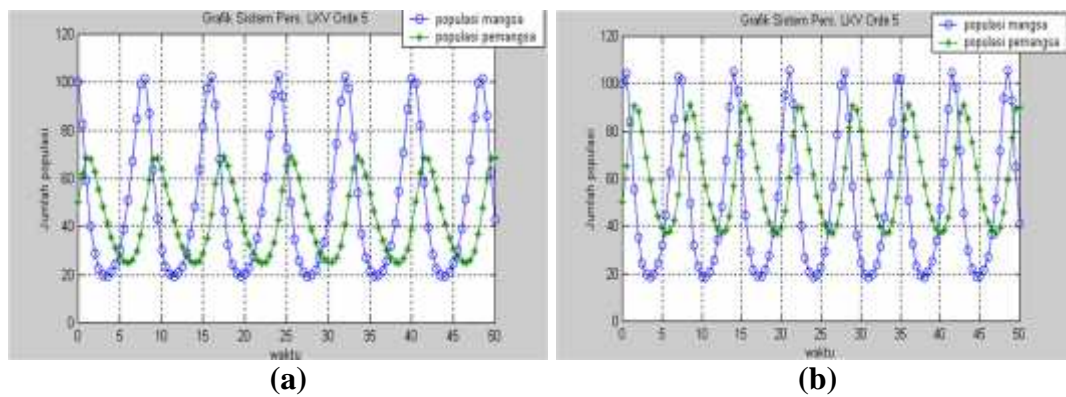 Grafik Sistem Pers. LKV Orde 5
populasi mangsa
populasi pemangsa
120
100
80
60
40
20
0
Jumlah populasi
0 5 10 15 20 25 30 35 40 45 50
waktu
(a)
Grafik Sistem Pers. LKV Orde 5
populasi mangsa
populasi pemangsa
120
100
80
60
40
20
0
Jumlah populasi
0 5 10 15 20 25 30 35 40 45 50
waktu
(b)